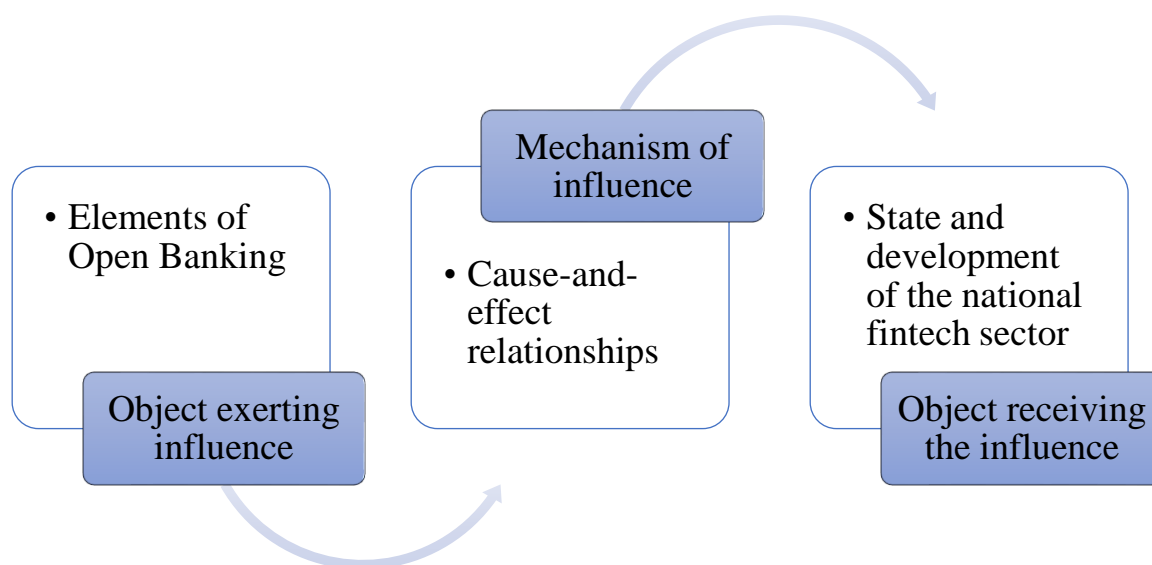 • Elements of
Open Banking
Object exerting
influence
Mechanism of
influence
• Cause-and-
effect
relationships
• State and
development
of the national
fintech sector
Object receiving
the influence